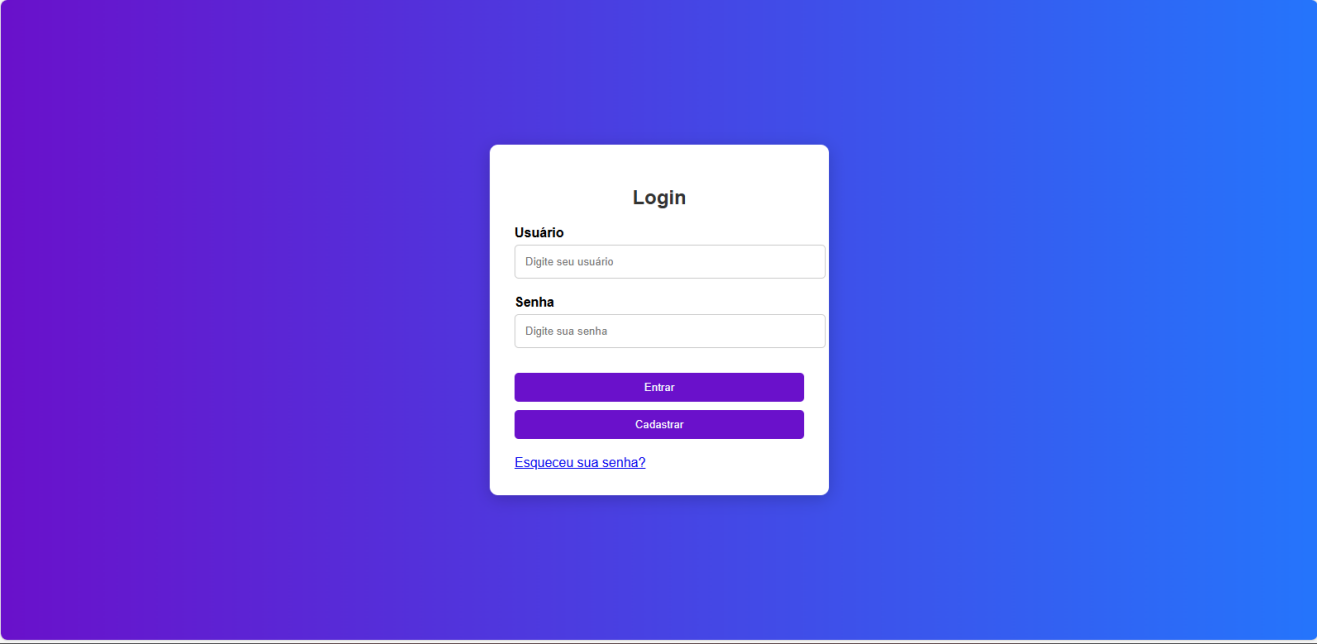 Login
Usuário
Digite seu usuário
Senha
Digite sua senha
Entrar
Cadastrar
Esqueceu sua senha?